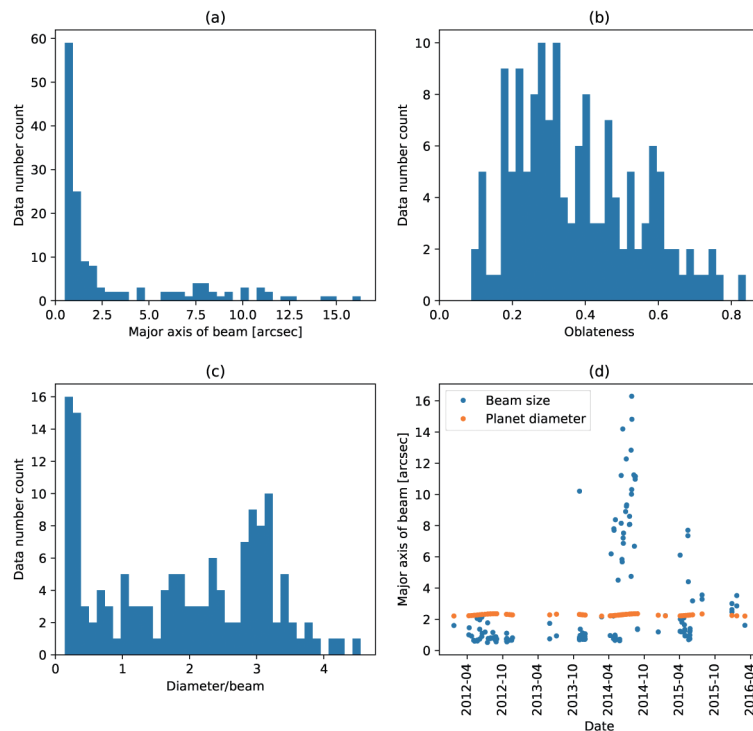 (a)
60
50
40
30
20
10
0
Data number count
0.0 2.5 5.0 7.5 10.0 12.5 15.0
Major axis of beam [arcsec]
(b)
10
8
6
4
2
0
Data number count
0.0 0.2 0.4 0.6 0.8
Oblateness
(c)
16
14
12
10
8
6
4
2
0
Data number count
0 1 2 3 4
Diameter/beam
(d)
Beam size
Planet diameter
16
14
12
10
8
6
4
2
0
Major axis of beam [arcsec]
2012-04
2012-10
2013-04
2013-10
2014-04
2014-10
2015-04
2015-10
2016-04
Date